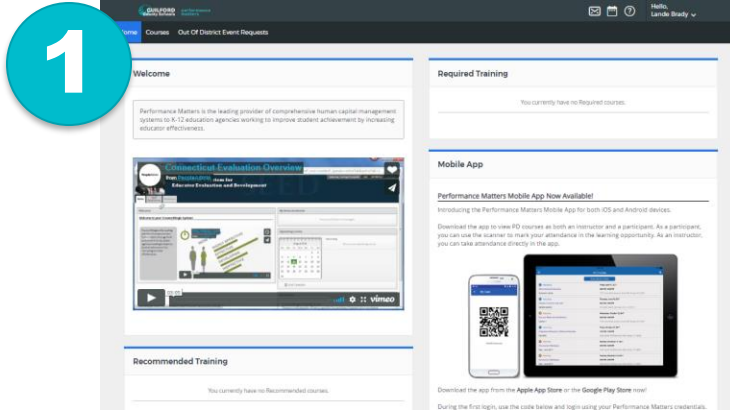 1
GUILFORD
Hello,
Lande Brady
Home Courses Out Of District Event Requests
Welcome
Performance Matters is the leading provider of comprehensive human capital management
systems to K-12 education agencies working to improve student achievement by increasing
educator effectiveness.
Connecticut Evaluation Overview
from
Educator Evaluation and Development
vimeo
Recommended Training
You currently have no Recommended courses.
Required Training
You currently have no Required courses.
Mobile App
Performance Matters Mobile App Now Available!
Introducing the Performance Matters Mobile App for both iOS and Android devices.
Download the app to view PD courses as both an instructor and a participant. As a participant,
you can use the scanner to mark your attendance in the learning opportunity. As an instructor,
you can take attendance directly in the app.
Download the app from the Apple App Store or the Google Play Store now!
During the first login, use the code below and login using your Performance Matters credentials.